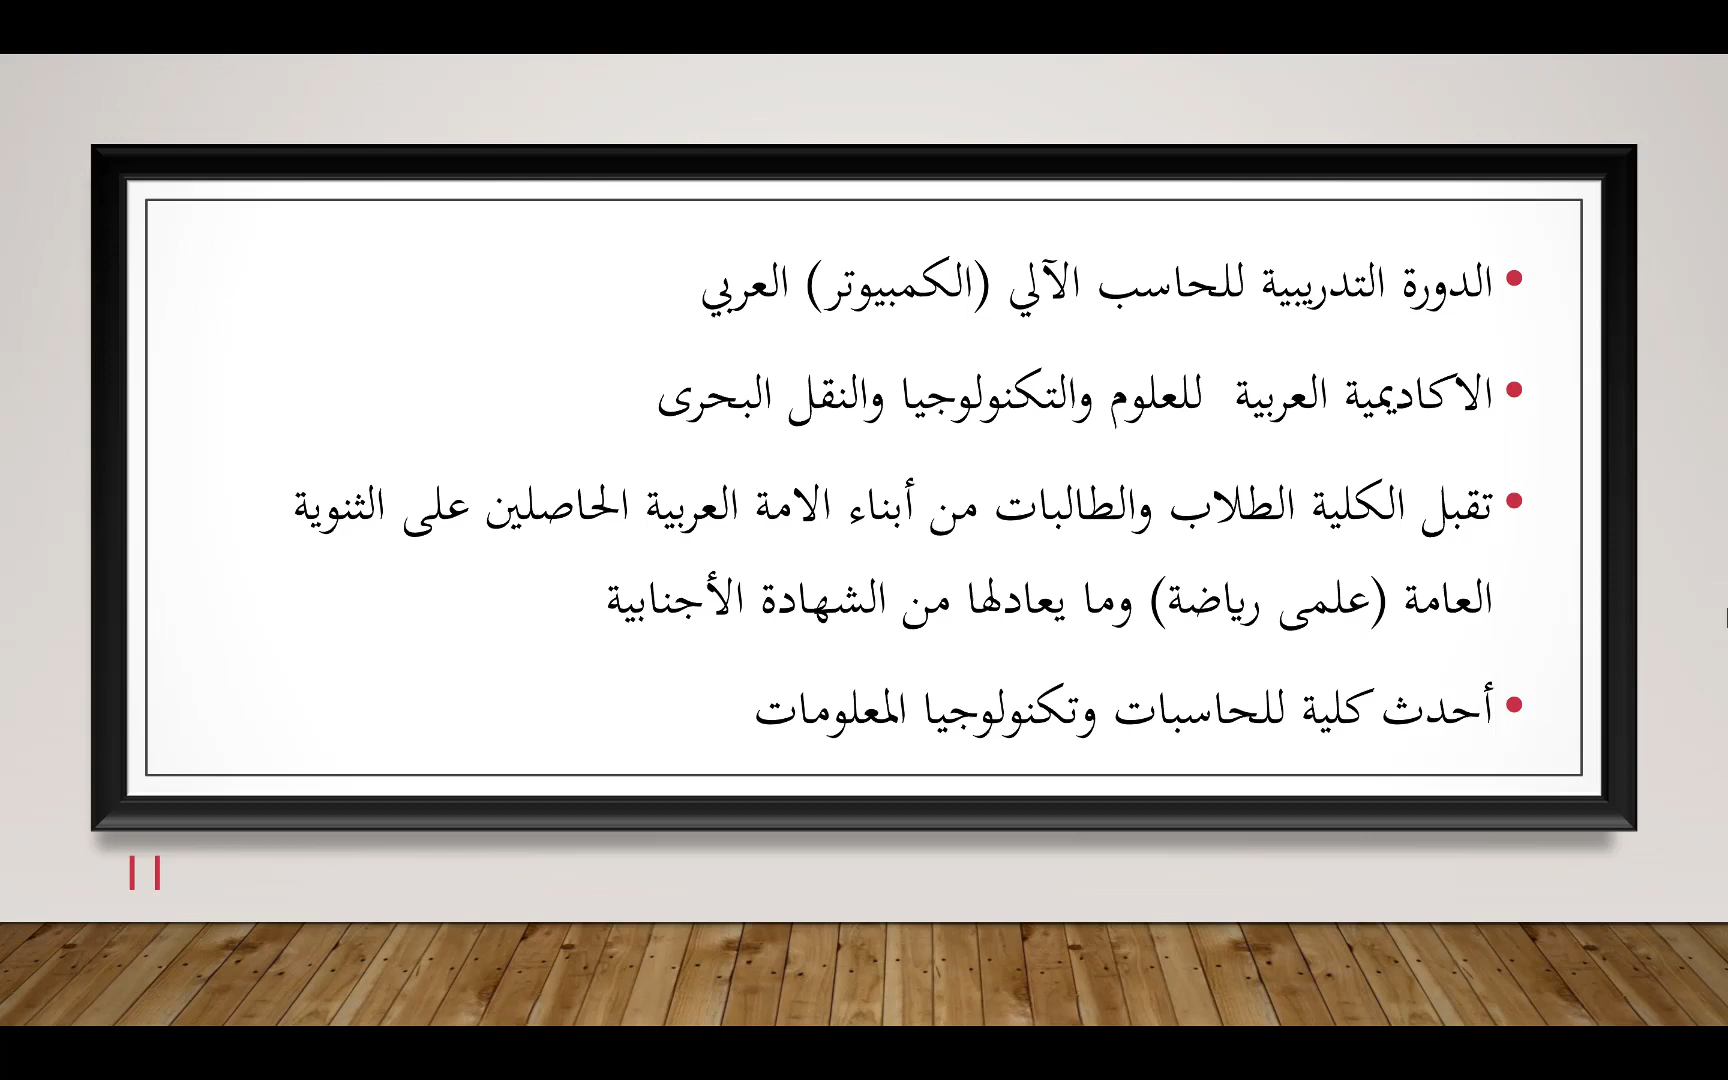 • الدورة التدريبية للحاسب الآلي (الكمبيوتر) العربي
• الاكاديمية العربية للعلوم والتكنولوجيا والنقل البحرى
• تقبل الكلية الطلاب والطالبات من أبناء الامة العربية الحاصلين على الثنوية
العامة (علمى رياضة) وما يعادلها من الشهادة الأجنابية
• أحدث كلية للحاسبات وتكنولوجيا المعلومات
11